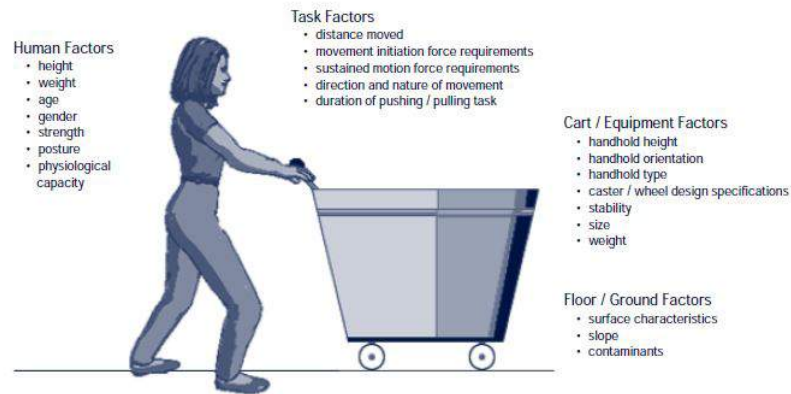 Task Factors
• distance moved
• movement initiation force requirements
• sustained motion force requirements
• direction and nature of movement
• duration of pushing / pulling task
Human Factors
• height
• weight
• age
• gender
• strength
• posture
• physiological
capacity
Cart / Equipment Factors
• handhold height
• handhold orientation
• handhold type
• caster / wheel design specifications
• stability
• size
• weight
Floor / Ground Factors
• surface characteristics
• slope
• contaminants